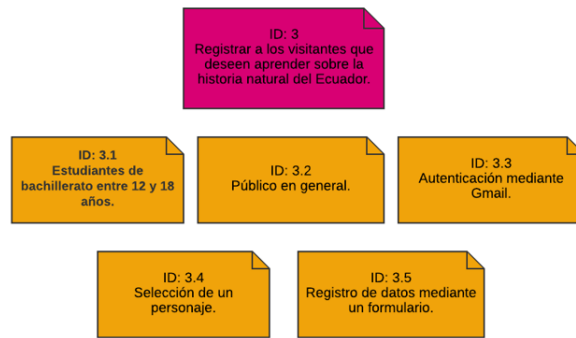 ID: 3
Registrar a los visitantes que
deseen aprender sobre la
historia natural del Ecuador.
ID: 3.1
Estudiantes de
bachillerato entre 12 y 18
años.
ID: 3.2
Público en general.
ID: 3.3
Autenticación mediante
Gmail.
ID: 3.4
Selección de un
personaje.
ID: 3.5
Registro de datos mediante
un formulario.